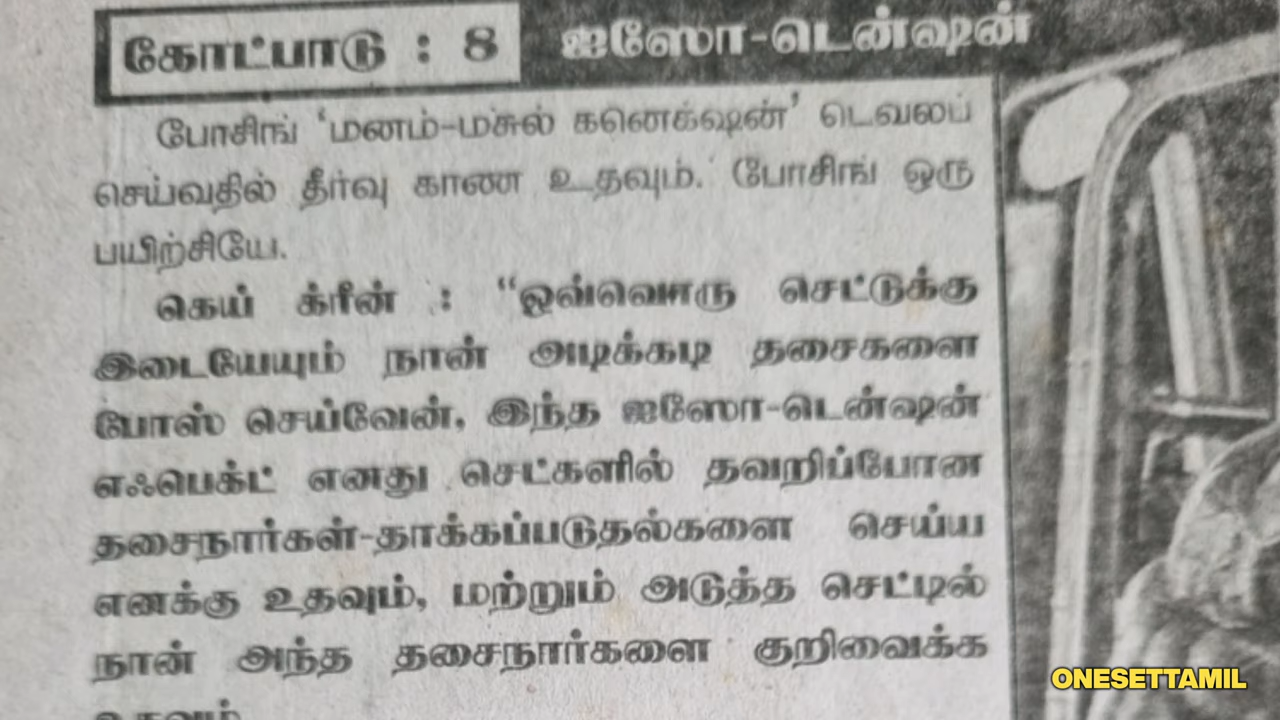 கோட்பாடு : 8 ஐஸோ-டென்ஷன்
போசிங் ‘மனம்-மசுல் கனெக்ஷன்’ டெவலப்
செய்வதில் தீர்வு காண உதவும். போசிங் ஒரு
பயிற்சியே.
கெய் க்ரீன் : “ஒவ்வொரு செட்டுக்கு
இடையேயும் நான் அடிக்கடி தசைகளை
போஸ் செய்வேன், இந்த ஐஸோ-டென்ஷன்
எஃபெக்ட் எனது செட்களில் தவறிப்போன
தசைநார்கள்-தாக்கப்படுதல்களை செய்ய
எனக்கு உதவும், மற்றும் அடுத்த செட்டில்
நான் அந்த தசைநார்களை குறிவைக்க
உதவும்
ONESETTAMIL